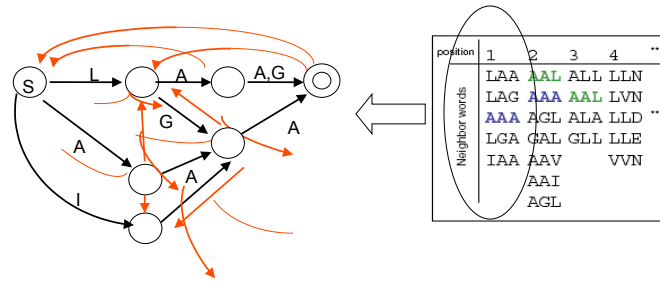 S
L
A
A,G
G
A
A
A
I
position 1 2 3 4 ..
Neighbor words
LAA AAL ALL LLN
LAG AAA AAL LVN
AAA AGL ALA LLD ..
LGA GAL GLL LLE
IAA AAV VVN
AAI
AGL